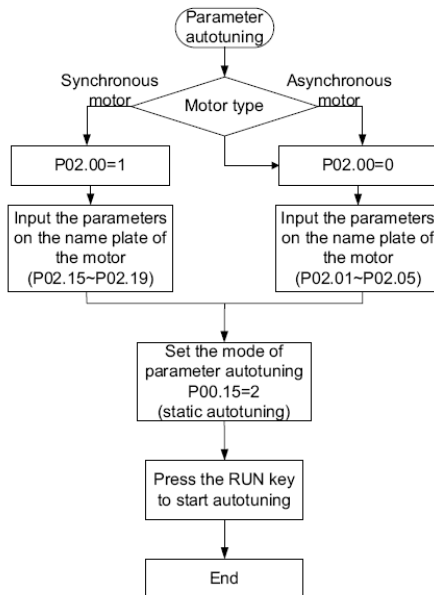 Parameter
autotuning
Synchronous
motor
Asynchronous
motor
Motor type
P02.00=1
P02.00=0
Input the parameters
on the name plate of
the motor
(P02.15~P02.19)
Input the parameters
on the name plate of
the motor
(P02.01~P02.05)
Set the mode of
parameter autotuning
P00.15=2
(static autotuning)
Press the RUN key
to start autotuning
End